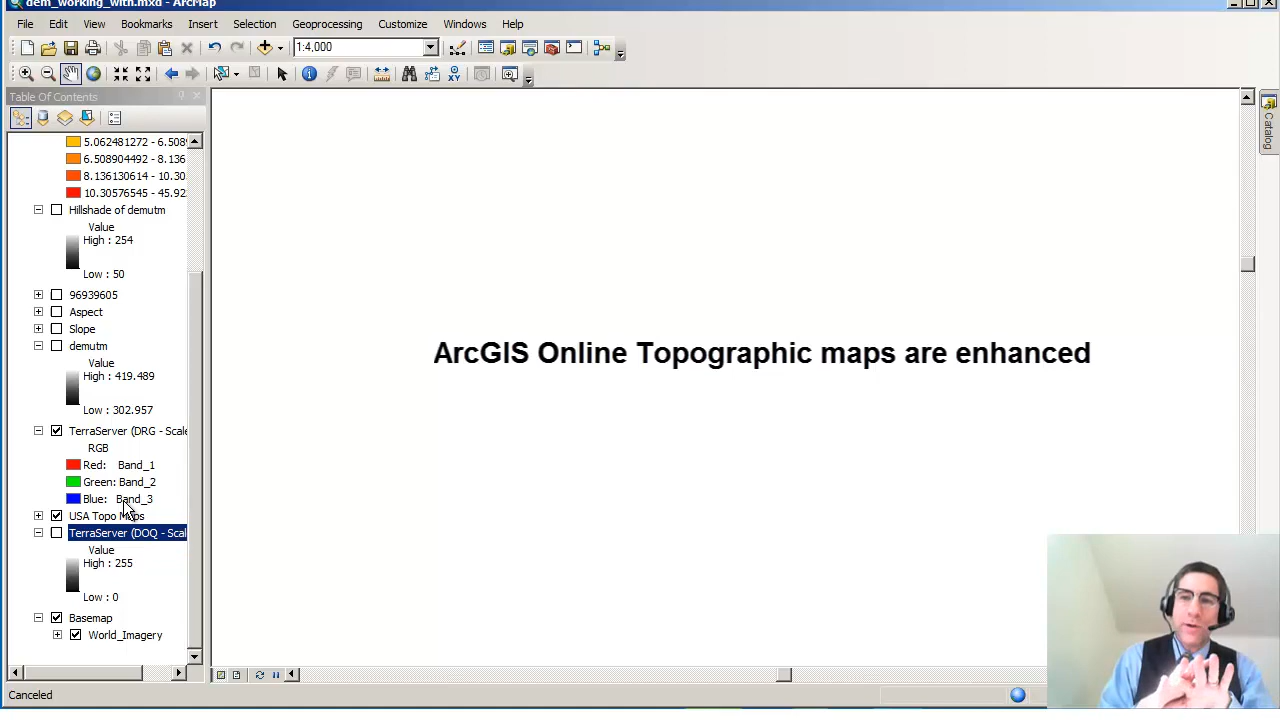 dem_working_with.mxd - ArcMap
File Edit View Bookmarks Insert Selection Geoprocessing Customize Windows Help
1:4,000
XY
Table Of Contents
Catalog
5.062481272 - 6.5089
6.508904492 - 8.136
8.136130614 - 10.30
10.30576545 - 45.92
Hillshade of demutm
Value
High : 254
Low : 50
96939605
Aspect
Slope
demutm
Value
High : 419.489
Low : 302.957
TerraServer (DRG - Scale
RGB
Red: Band_1
Green: Band_2
Blue: Band_3
USA Topo Maps
TerraServer (DOQ - Scal
Value
High : 255
Low : 0
Basemap
World_Imagery
ArcGIS Online Topographic maps are enhanced
Canceled